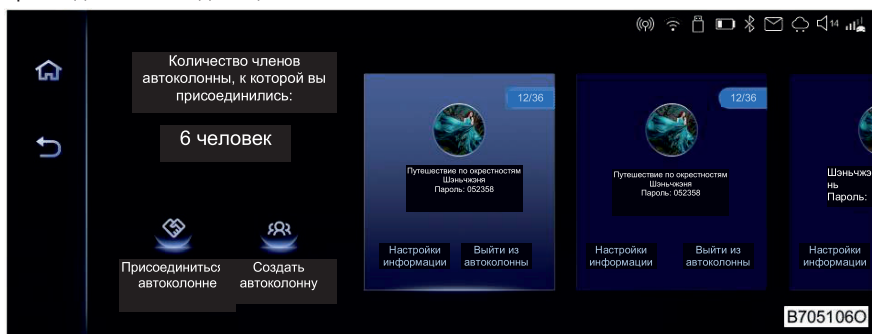 14
Количество членов
автоколонны, к которой вы
присоединились:
6 человек
Присоединиться
автоколонне
Создать
автоколонну
12/36
Путешествие по окрестностям
Шэньчжэня
Пароль: 052358
Настройки
информации
Выйти из
автоколонны
12/36
Путешествие по окрестностям
Шэньчжэня
Пароль: 052358
Настройки
информации
Выйти из
автоколонны
Шэньчжэ
нь
Пароль:
Настройки
информации
B705106O